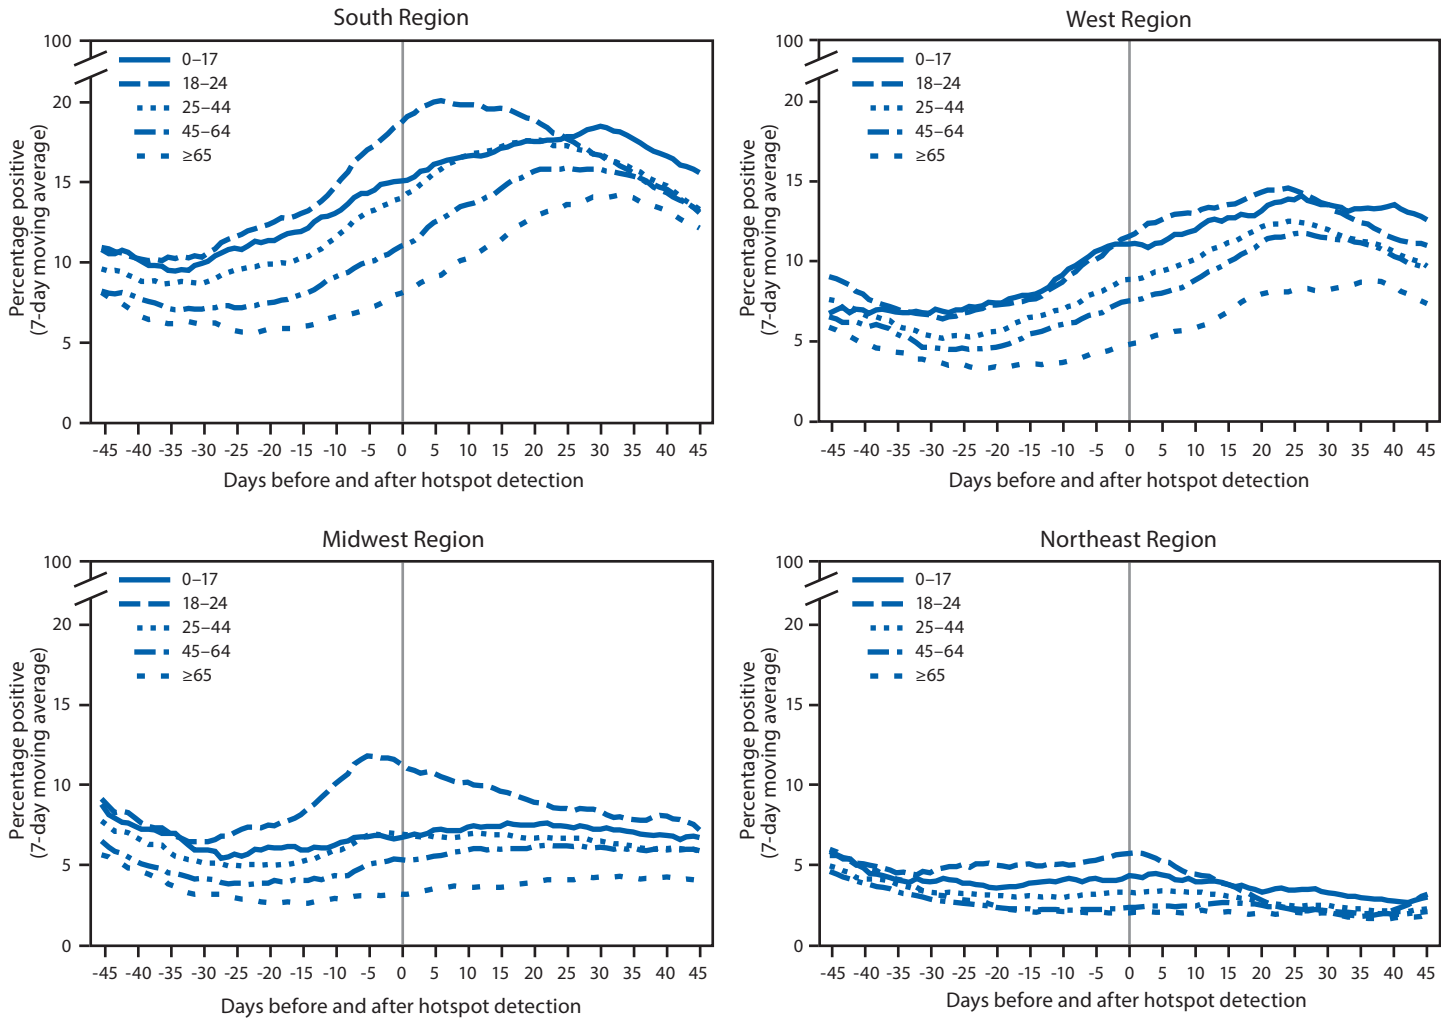 South Region
100
20
15
10
5
0
0–17
18–24
25–44
45–64
≥65
Percentage positive
(7-day moving average)
-45 -40 -35 -30 -25 -20 -15 -10 -5 0 5 10 15 20 25 30 35 40 45
Days before and after hotspot detection
West Region
100
20
15
10
5
0
0–17
18–24
25–44
45–64
≥65
Percentage positive
(7-day moving average)
-45 -40 -35 -30 -25 -20 -15 -10 -5 0 5 10 15 20 25 30 35 40 45
Days before and after hotspot detection
Midwest Region
100
20
15
10
5
0
0–17
18–24
25–44
45–64
≥65
Percentage positive
(7-day moving average)
-45 -40 -35 -30 -25 -20 -15 -10 -5 0 5 10 15 20 25 30 35 40 45
Days before and after hotspot detection
Northeast Region
100
20
15
10
5
0
0–17
18–24
25–44
45–64
≥65
Percentage positive
(7-day moving average)
-45 -40 -35 -30 -25 -20 -15 -10 -5 0 5 10 15 20 25 30 35 40 45
Days before and after hotspot detection